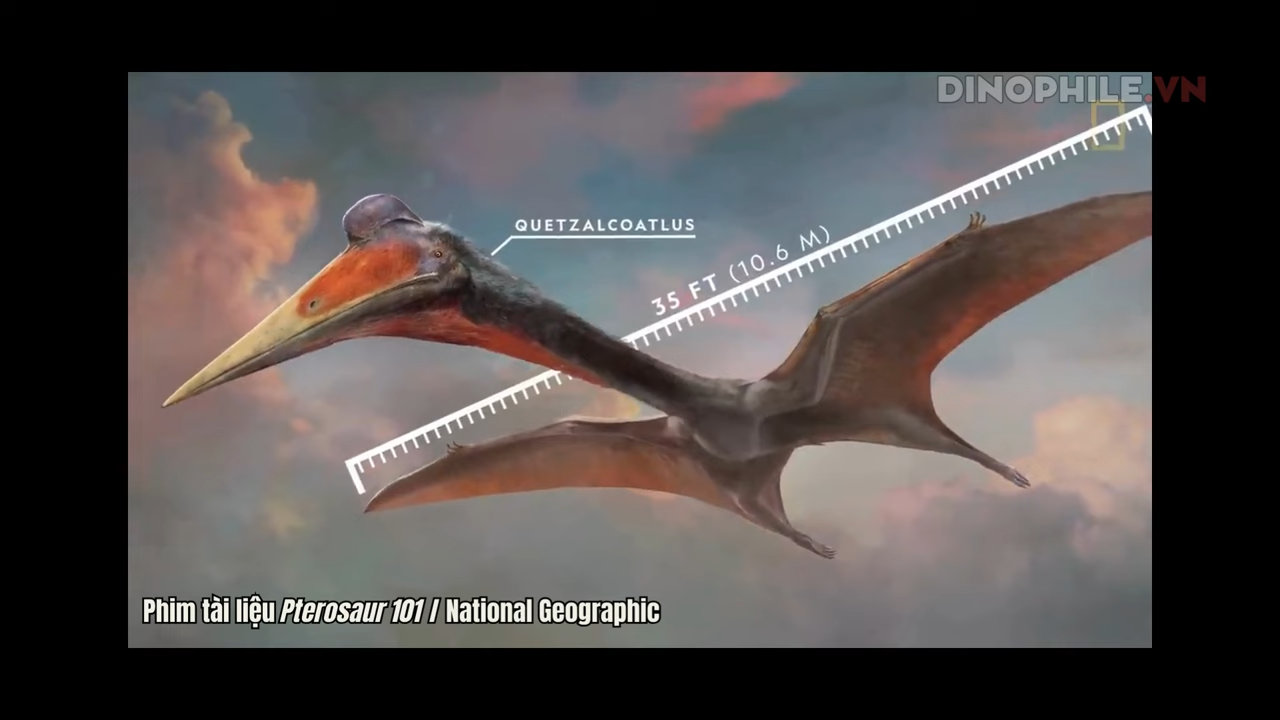 DINOPHILE.VN
QUETZALCOATLUS
35 FT (10.6 M)
Phim tài liệu Pterosaur 101 / National Geographic